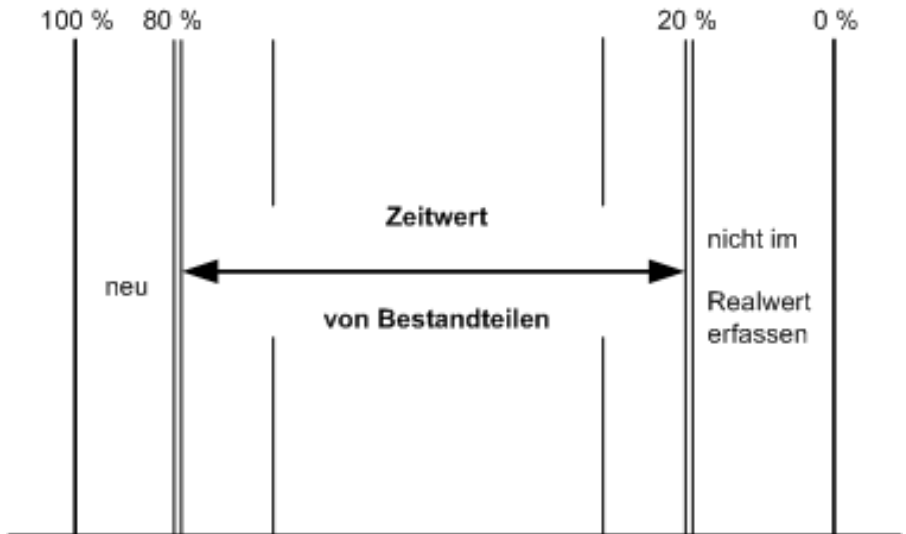 100 % 80 % 20 % 0 %
Zeitwert
nicht im
neu
Realwert
von Bestandteilen
erfassen